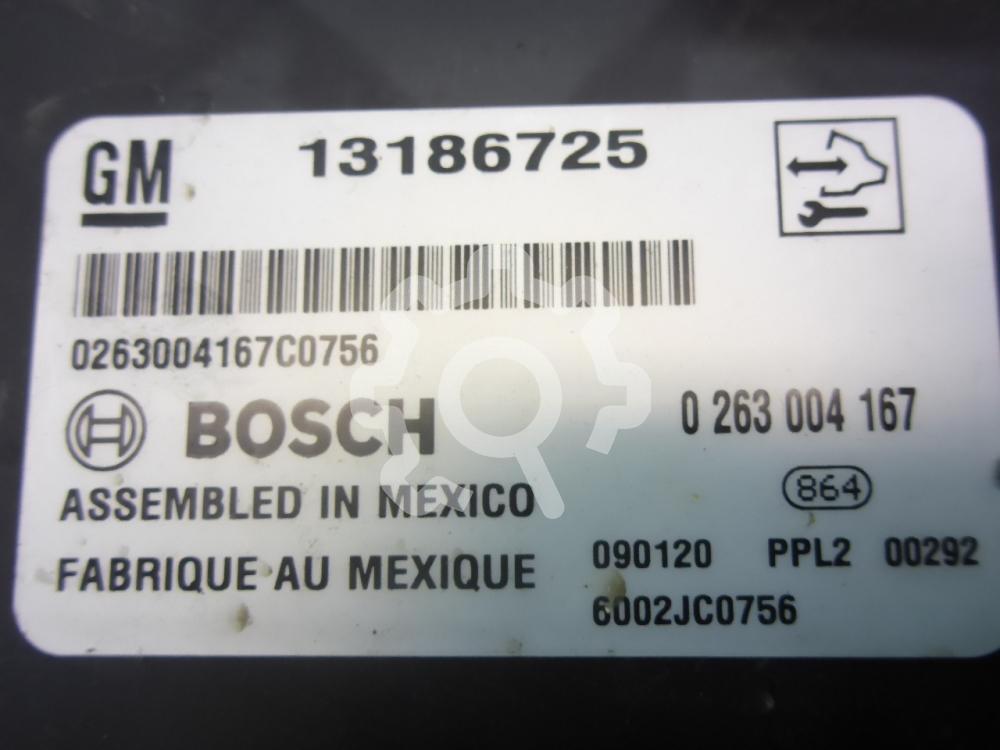 GM 13186725
0263004167C0756
BOSCH 0 263 004 167
ASSEMBLED IN MEXICO 864
FABRIQUE AU MEXIQUE 090120 PPL2 00292
6002JC0756